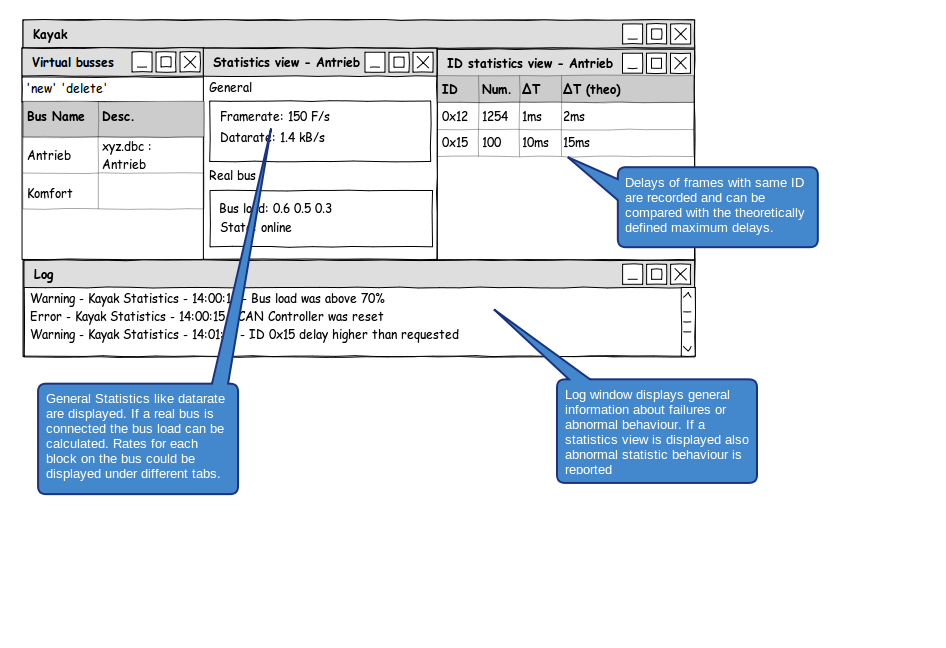 Kayak
Virtual busses
'new' 'delete'
Bus Name Desc.
Antrieb xyz.dbc :
Antrieb
Komfort
Statistics view - Antrieb
General
Framerate: 150 F/s
Datarate: 1.4 kB/s
Real bus
Bus load: 0.6 0.5 0.3
State: online
ID statistics view - Antrieb
ID Num. ΔT ΔT (theo)
0x12 1254 1ms 2ms
0x15 100 10ms 15ms
Delays of frames with same ID
are recorded and can be
compared with the theoretically
defined maximum delays.
Log
Warning - Kayak Statistics - - Bus load was above 70%
Error - Kayak Statistics - 14:00:15 CAN Controller was reset
Warning - Kayak Statistics - - ID 0x15 delay higher than requested
General Statistics like datarate
are displayed. If a real bus is
connected the bus load can be
calculated. Rates for each
block on the bus could be
displayed under different tabs.
Log window displays general
information about failures or
abnormal behaviour. If a
statistics view is displayed also
abnormal statistic behaviour is
reported